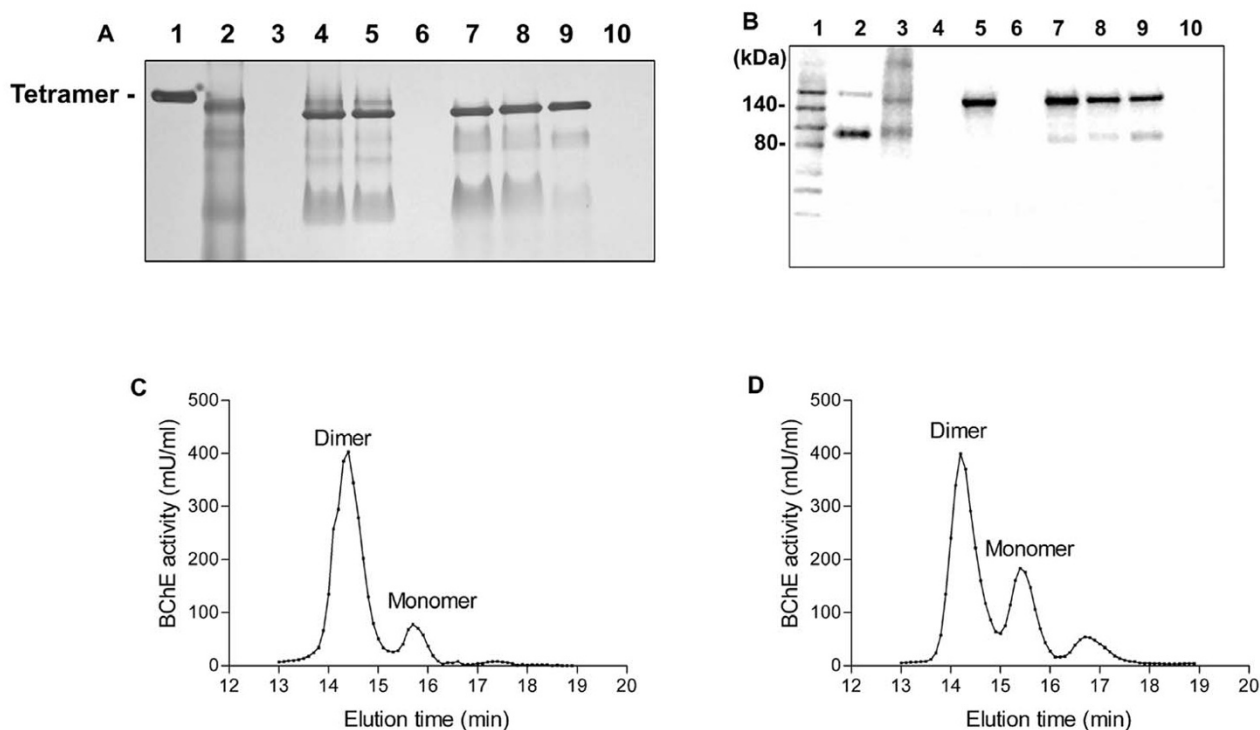 A 1 2 3 4 5 6 7 8 9 10
Tetramer -
B 1 2 3 4 5 6 7 8 9 10
(kDa)
140-
80-
C
500
400
300
200
100
0
BChE activity (mU/ml)
Dimer
Monomer
12 13 14 15 16 17 18 19 20
Elution time (min)
D
500
400
300
200
100
0
BChE activity (mU/ml)
Dimer
Monomer
12 13 14 15 16 17 18 19 20
Elution time (min)